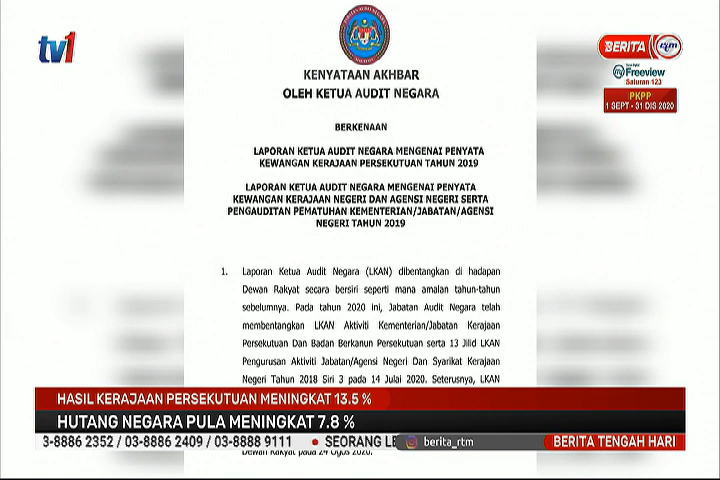 tv1
BERITA rtm
Freeview
Saluran 123
PKPP
1 SEPT - 31 DIS 2020
KENYATAAN AKHBAR
OLEH KETUA AUDIT NEGARA
BERKENAAN
LAPORAN KETUA AUDIT NEGARA MENGENAI PENYATA
KEWANGAN KERAJAAN PERSEKUTUAN TAHUN 2019
LAPORAN KETUA AUDIT NEGARA MENGENAI PENYATA
KEWANGAN KERAJAAN NEGERI DAN AGENSI NEGERI SERTA
PENGAUDITAN PEMATUHAN KEMENTERIAN/JABATAN/AGENSI
NEGERI TAHUN 2019
1. Laporan Ketua Audit Negara (LKAN) dibentangkan di hadapan
Dewan Rakyat secara bersiri seperti mana amalan tahun-tahun
sebelumnya. Pada tahun 2020 ini, Jabatan Audit Negara telah
membentangkan LKAN Aktiviti Kementerian/Jabatan Kerajaan
Persekutuan Dan Badan Berkanun Persekutuan serta 13 Jilid LKAN
Pengurusan Aktiviti Jabatan/Agensi Negeri Dan Syarikat Kerajaan
Negeri Tahun 2018 Siri 3 pada 14 Julai 2020. Seterusnya, LKAN
HASIL KERAJAAN PERSEKUTUAN MENINGKAT 13.5 %
HUTANG NEGARA PULA MENINGKAT 7.8 %
3-8886 2352 / 03-8886 2409 / 03-8888 9111 • SEORANG LE berita_rtm BERITA TENGAH HARI
Dewan Rakyat pada 24 Ogos 2020.